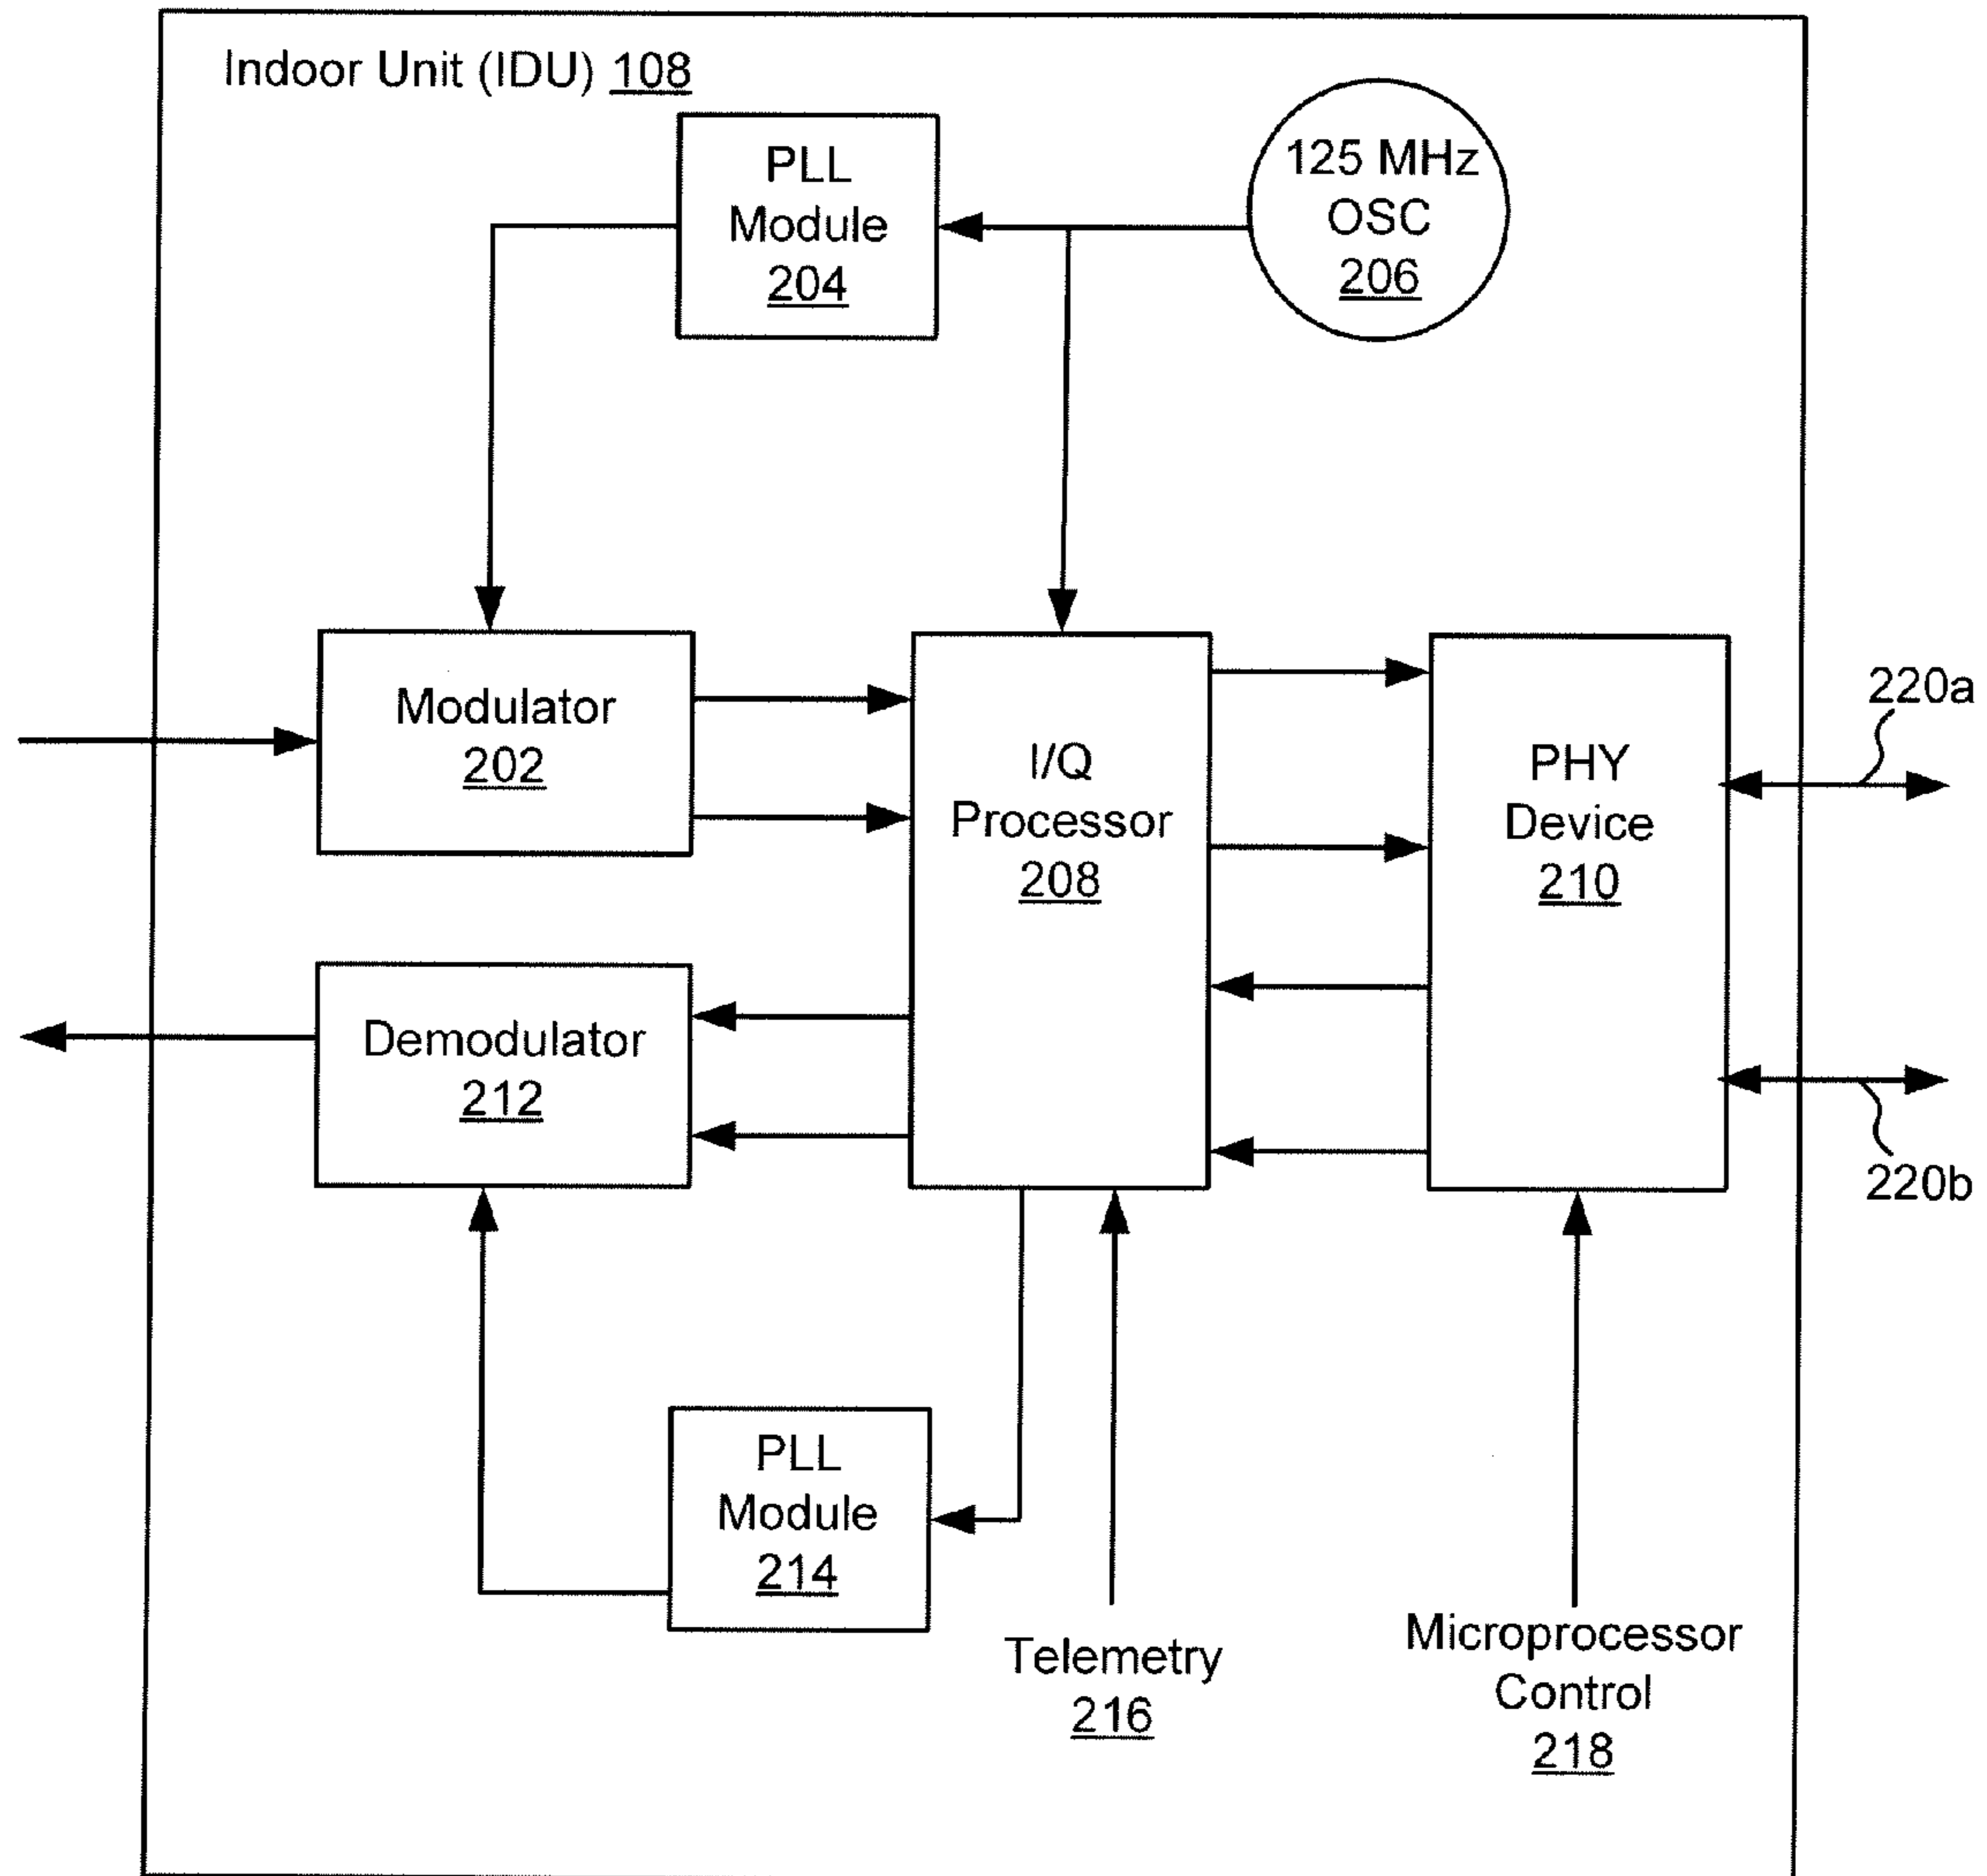 Indoor Unit (IDU) 108
PLL
Module
204
125 MHz
OSC
206
Modulator
202
I/Q
Processor
208
PHY
Device
210
220a
Demodulator
212
220b
PLL
Module
214
Telemetry
216
Microprocessor
Control
218